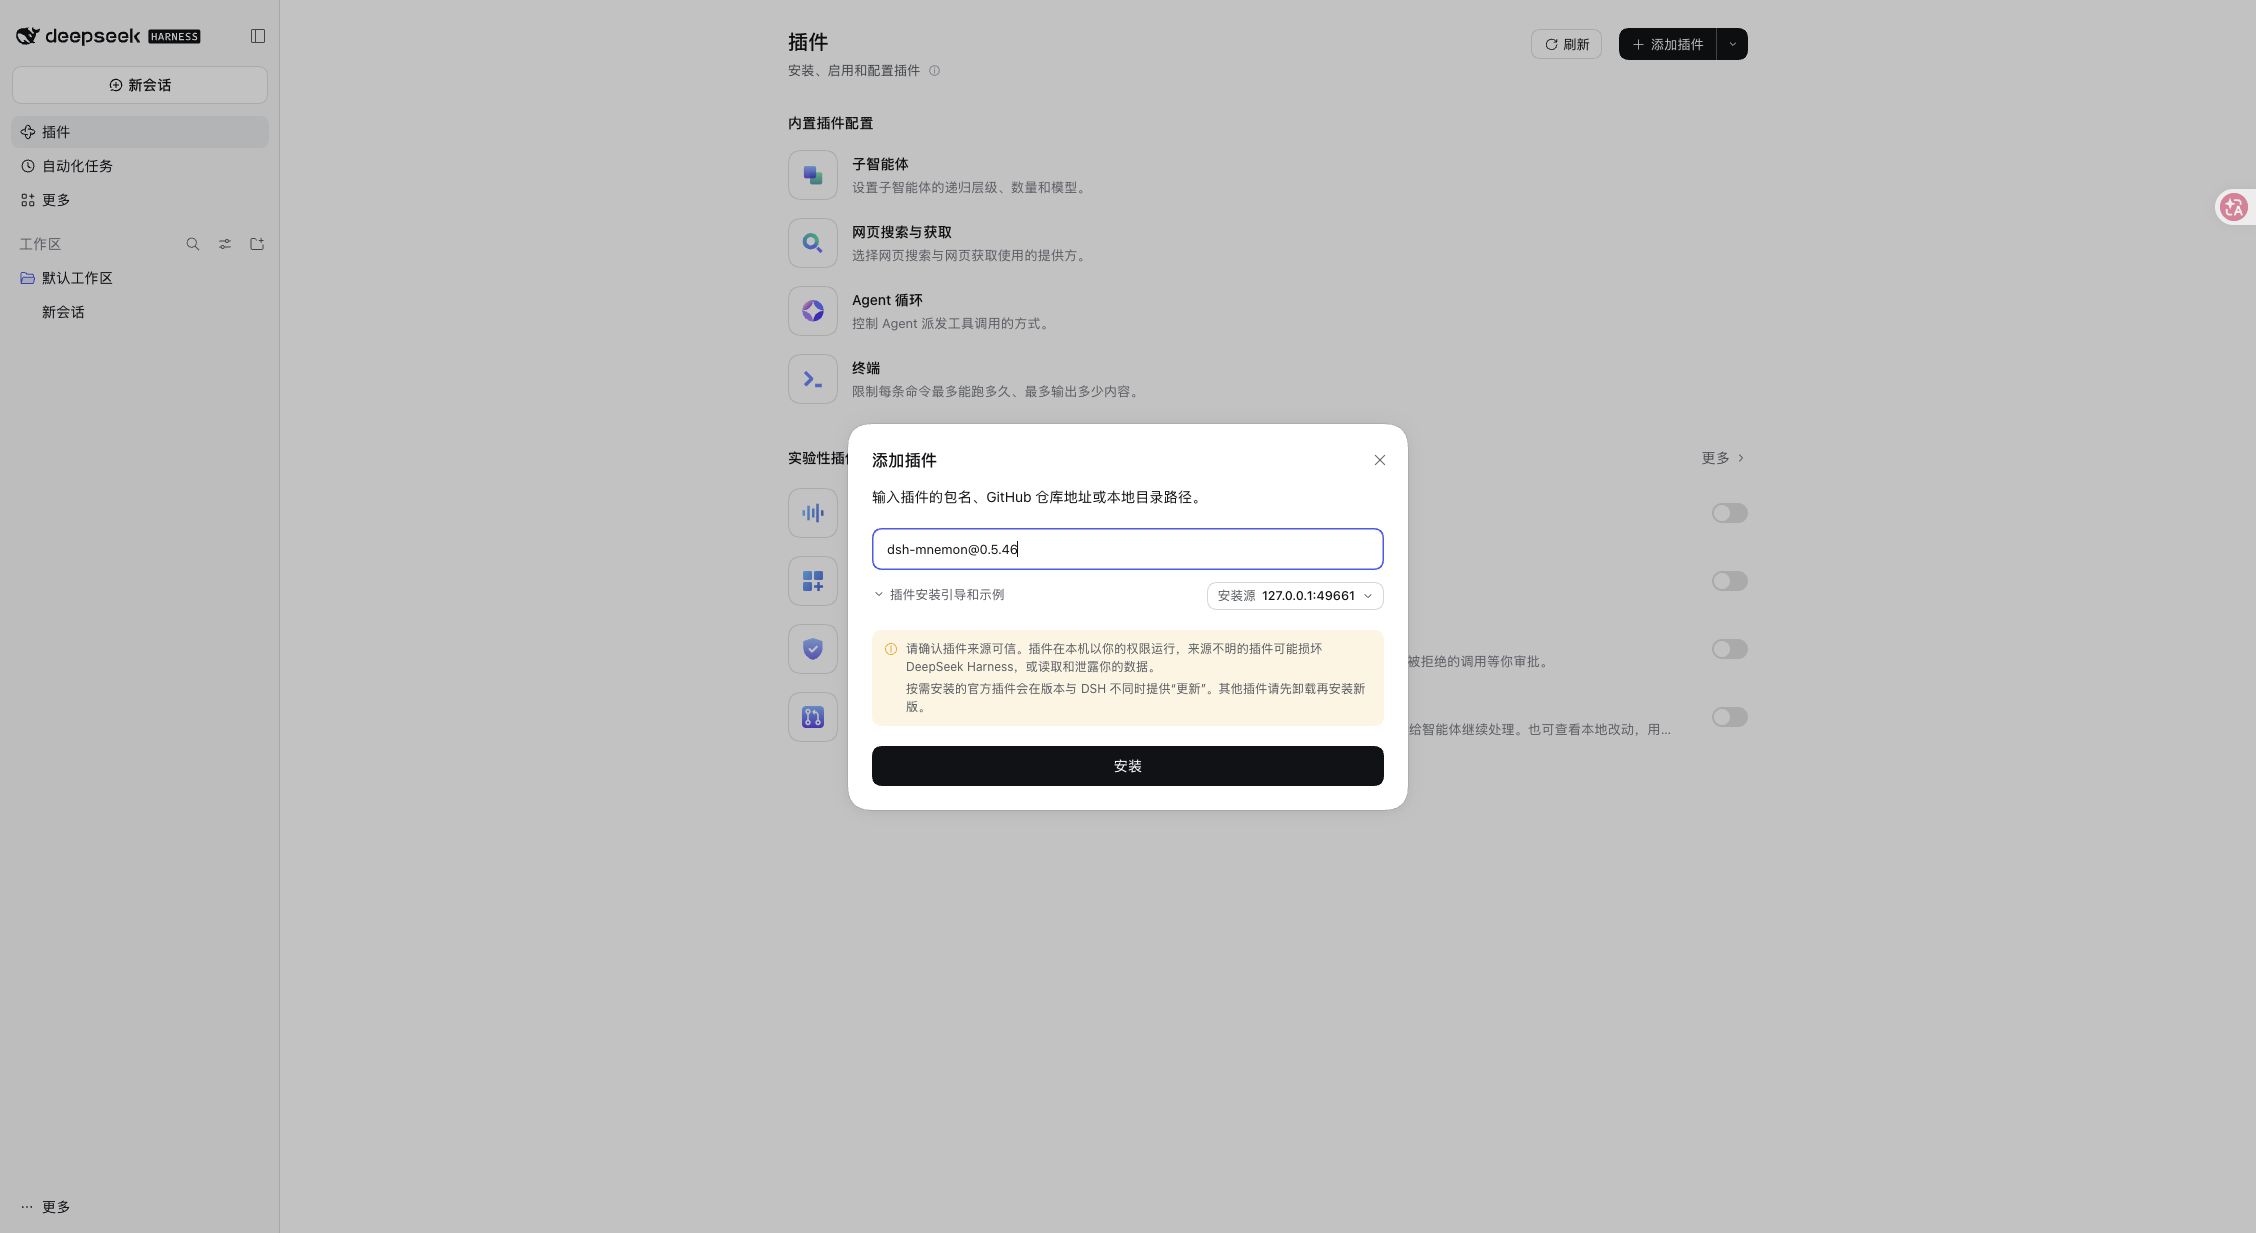 deepseek HARNESS
新会话
插件
自动化任务
更多
工作区
默认工作区
新会话
更多
插件
安装、启用和配置插件
刷新
添加插件
内置插件配置
子智能体
设置子智能体的递归层级、数量和模型。
网页搜索与获取
选择网页搜索与网页获取使用的提供方。
Agent 循环
控制 Agent 派发工具调用的方式。
终端
限制每条命令最多能跑多久、最多输出多少内容。
实验性插
更多
被拒绝的调用等你审批。
给智能体继续处理。也可查看本地改动，用...
添加插件
输入插件的包名、GitHub 仓库地址或本地目录路径。
dsh-mnemon@0.5.46
插件安装引导和示例
安装源 127.0.0.1:49661
请确认插件来源可信。插件在本机以你的权限运行，来源不明的插件可能损坏
DeepSeek Harness，或读取和泄露你的数据。
按需安装的官方插件会在版本与 DSH 不同时提供“更新”。其他插件请先卸载再安装新
版。
安装